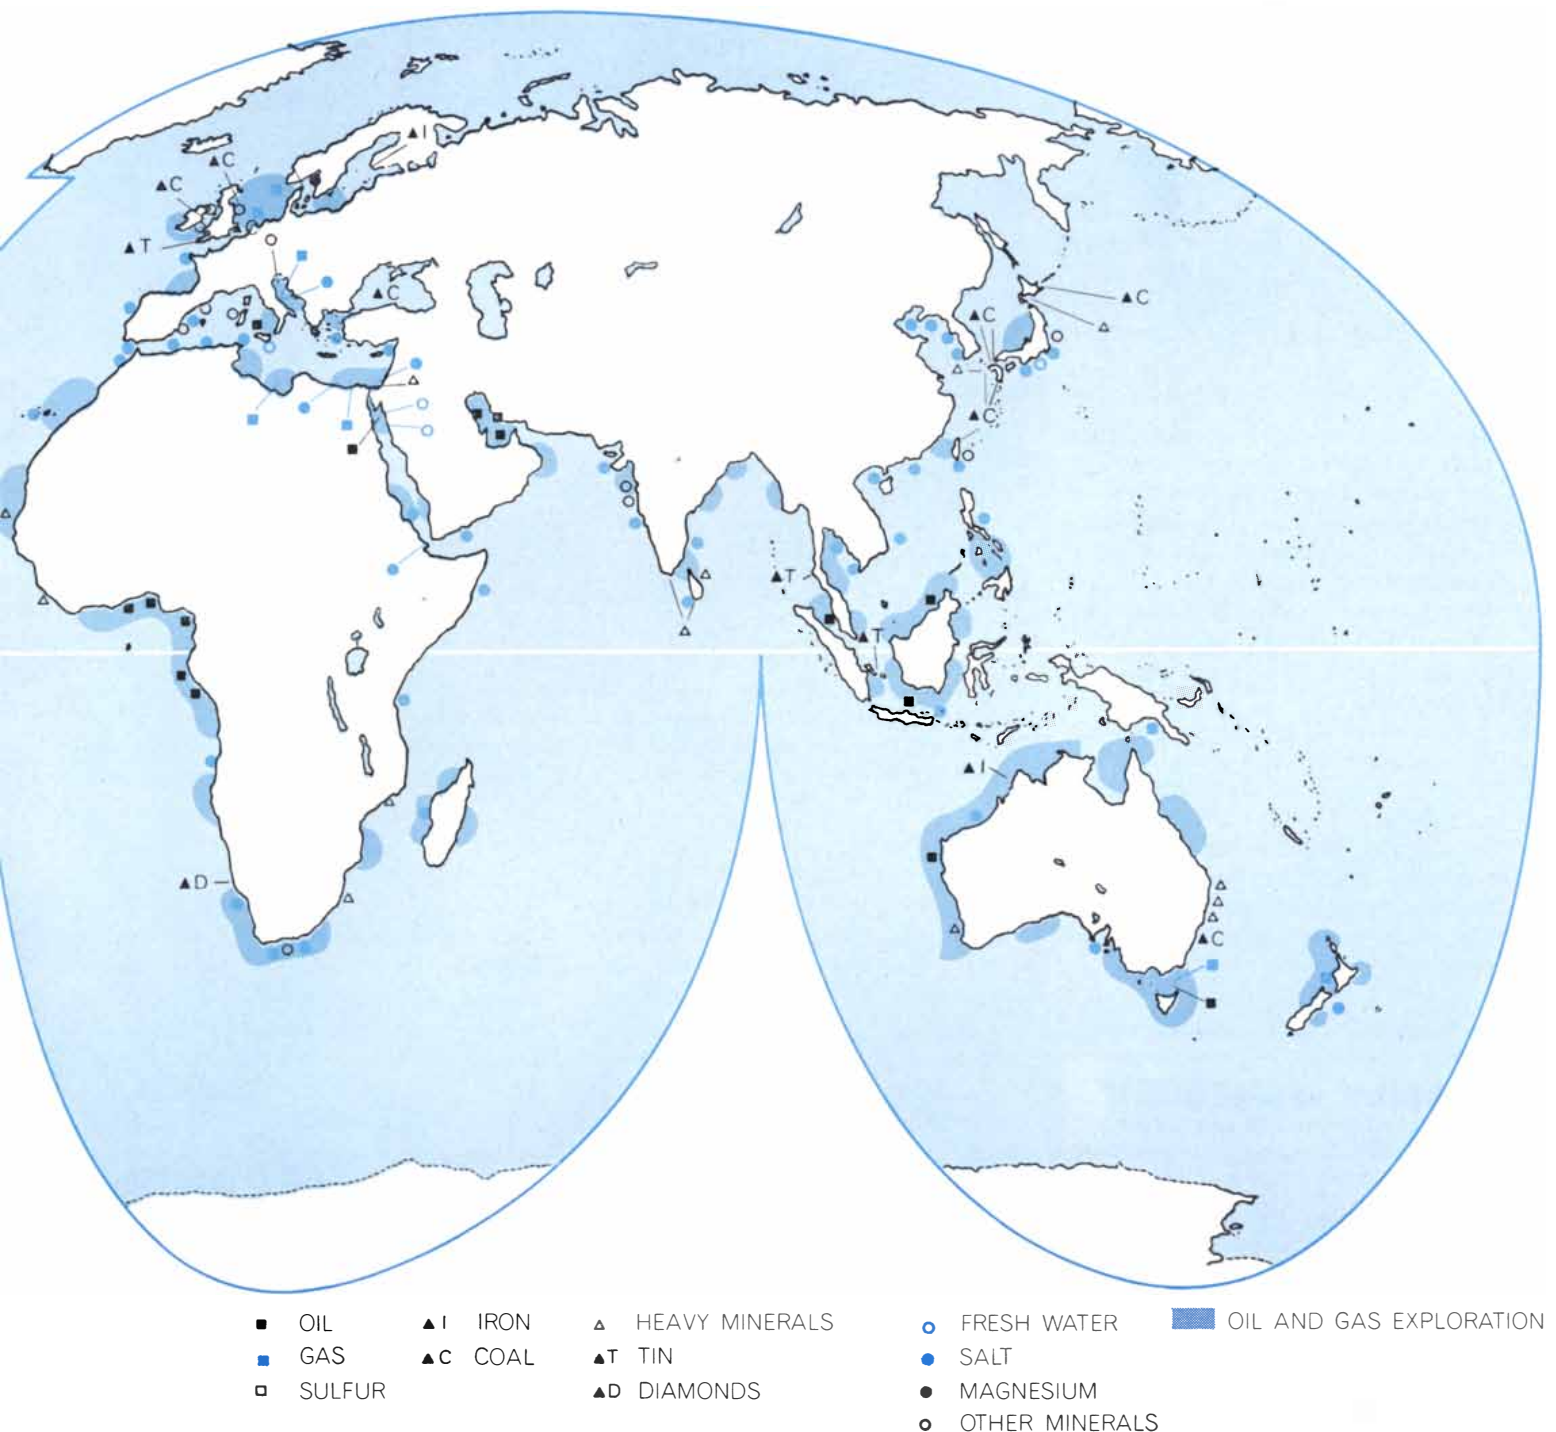 I
C
C
T
C
C
C
C
T
T
I
D
C
OIL
I IRON
HEAVY MINERALS
FRESH WATER
OIL AND GAS EXPLORATION
GAS
C COAL
T TIN
SALT
SULFUR
D DIAMONDS
MAGNESIUM
OTHER MINERALS